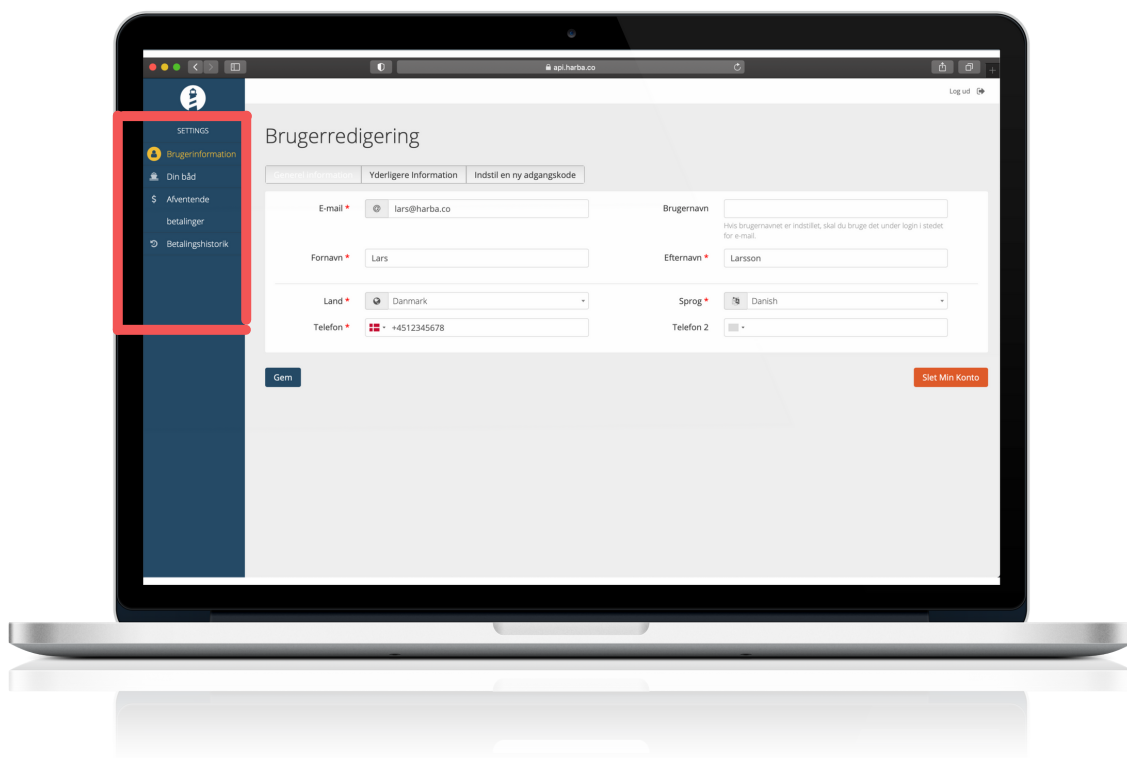 api.harba.co
Log ud
SETTINGS
Brugerinformation
Din båd
$ Afventende
betalinger
Betalingshistorik
Brugerredigering
Generel information Yderligere Information Indstil en ny adgangskode
E-mail * @ lars@harba.co Brugernavn
Hvis brugernavnet er indstillet, skal du bruge det under login i stedet
for e-mail.
Fornavn * Lars Efternavn * Larsson
Land * Danmark Sprog * Danish
Telefon * +4512345678 Telefon 2
Gem Slet Min Konto